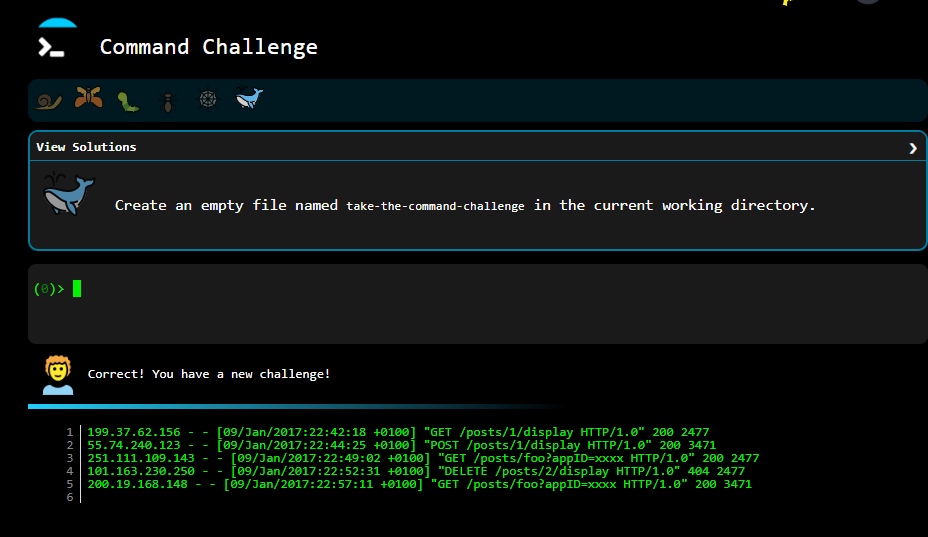 Command Challenge
View Solutions
Create an empty file named take-the-command-challenge in the current working directory.
(0)>
Correct! You have a new challenge!
1 199.37.62.156 - - [09/Jan/2017:22:42:18 +0100] "GET /posts/1/display HTTP/1.0" 200 2477
2 55.74.240.123 - - [09/Jan/2017:22:44:25 +0100] "POST /posts/1/display HTTP/1.0" 200 3471
3 251.111.109.143 - - [09/Jan/2017:22:49:02 +0100] "GET /posts/foo?appID=xxxx HTTP/1.0" 200 2477
4 101.163.230.250 - - [09/Jan/2017:22:52:31 +0100] "DELETE /posts/2/display HTTP/1.0" 404 2477
5 200.19.168.148 - - [09/Jan/2017:22:57:11 +0100] "GET /posts/foo?appID=xxxx HTTP/1.0" 200 3471
6